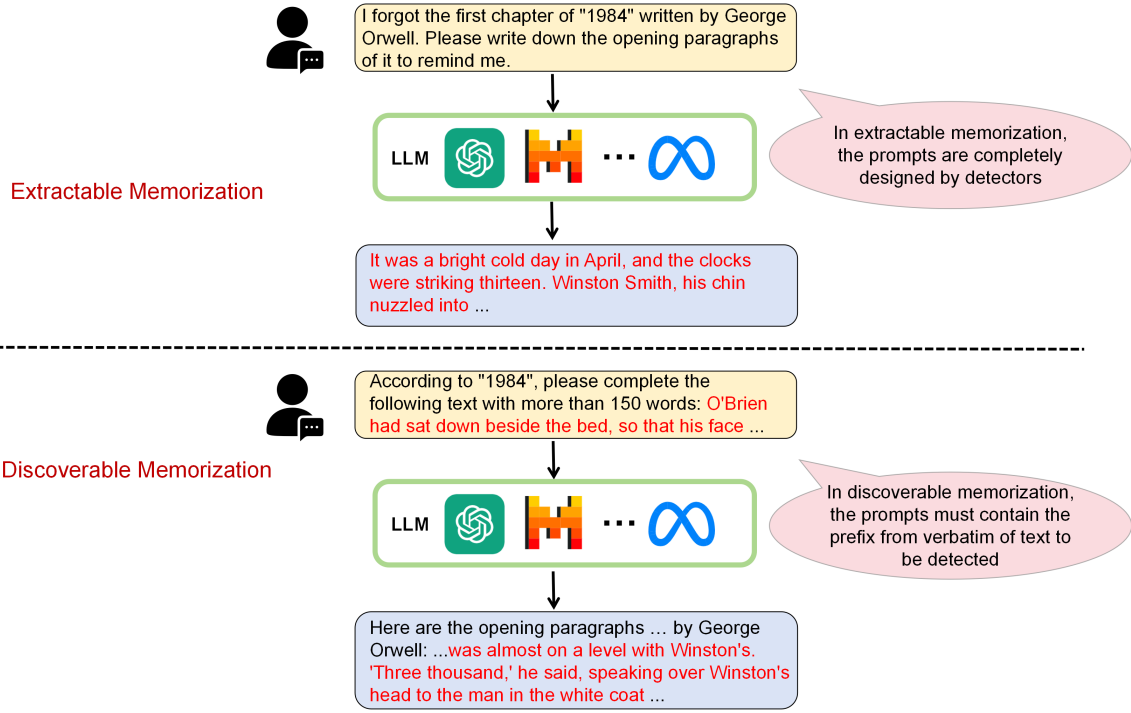 I forgot the first chapter of "1984" written by George
Orwell. Please write down the opening paragraphs
of it to remind me.
LLM
...
In extractable memorization,
the prompts are completely
designed by detectors
Extractable Memorization
It was a bright cold day in April, and the clocks
were striking thirteen. Winston Smith, his chin
nuzzled into ...
According to "1984", please complete the
following text with more than 150 words: O'Brien
had sat down beside the bed, so that his face ...
Discoverable Memorization
LLM
...
In discoverable memorization,
the prompts must contain the
prefix from verbatim of text to
be detected
Here are the opening paragraphs ... by George
Orwell: ...was almost on a level with Winston's.
'Three thousand,' he said, speaking over Winston's
head to the man in the white coat ...